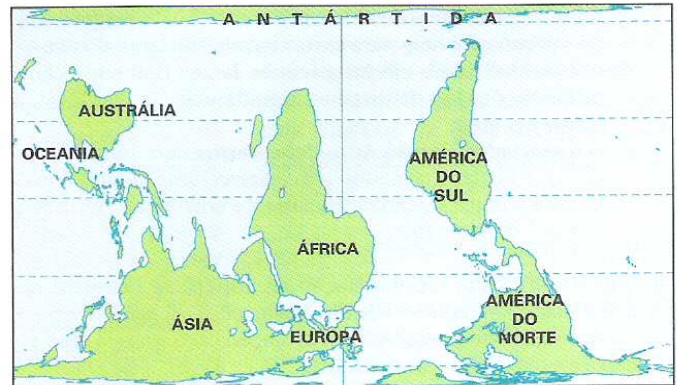 ANTÁRTIDA
AUSTRÁLIA
OCEANIA
AMÉRICA
DO
SUL
ÁFRICA
ÁSIA
EUROPA
AMÉRICA
DO
NORTE